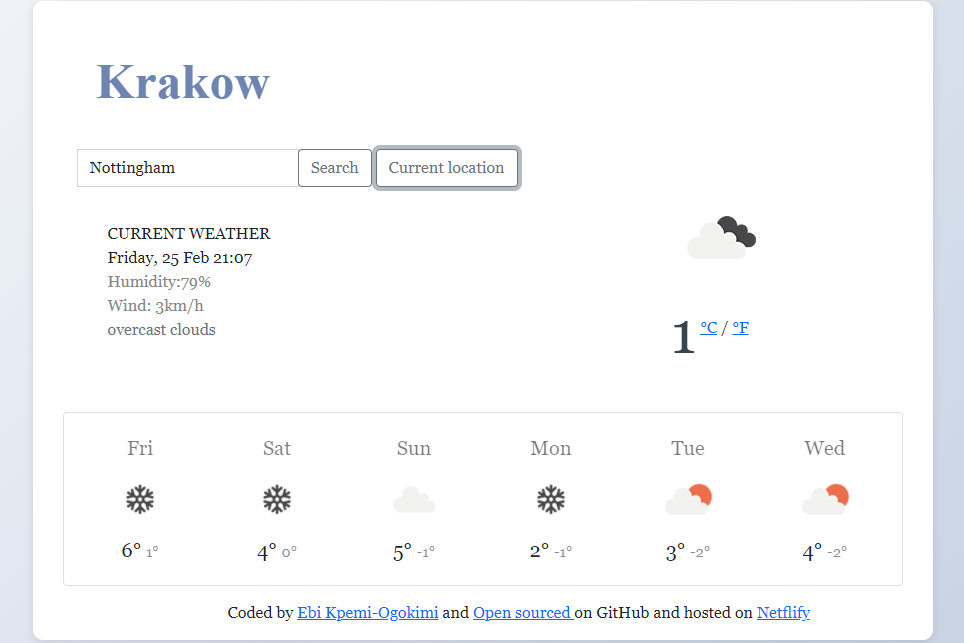 Krakow
Nottingham Search Current location
CURRENT WEATHER
Friday, 25 Feb 21:07
Humidity:79%
Wind: 3km/h
overcast clouds
1 °C / °F
Fri Sat Sun Mon Tue Wed
6° 1° 4° 0° 5° -1° 2° -1° 3° -2° 4° -2°
Coded by Ebi Kpemi-Ogokimi and Open sourced on GitHub and hosted on Netflify